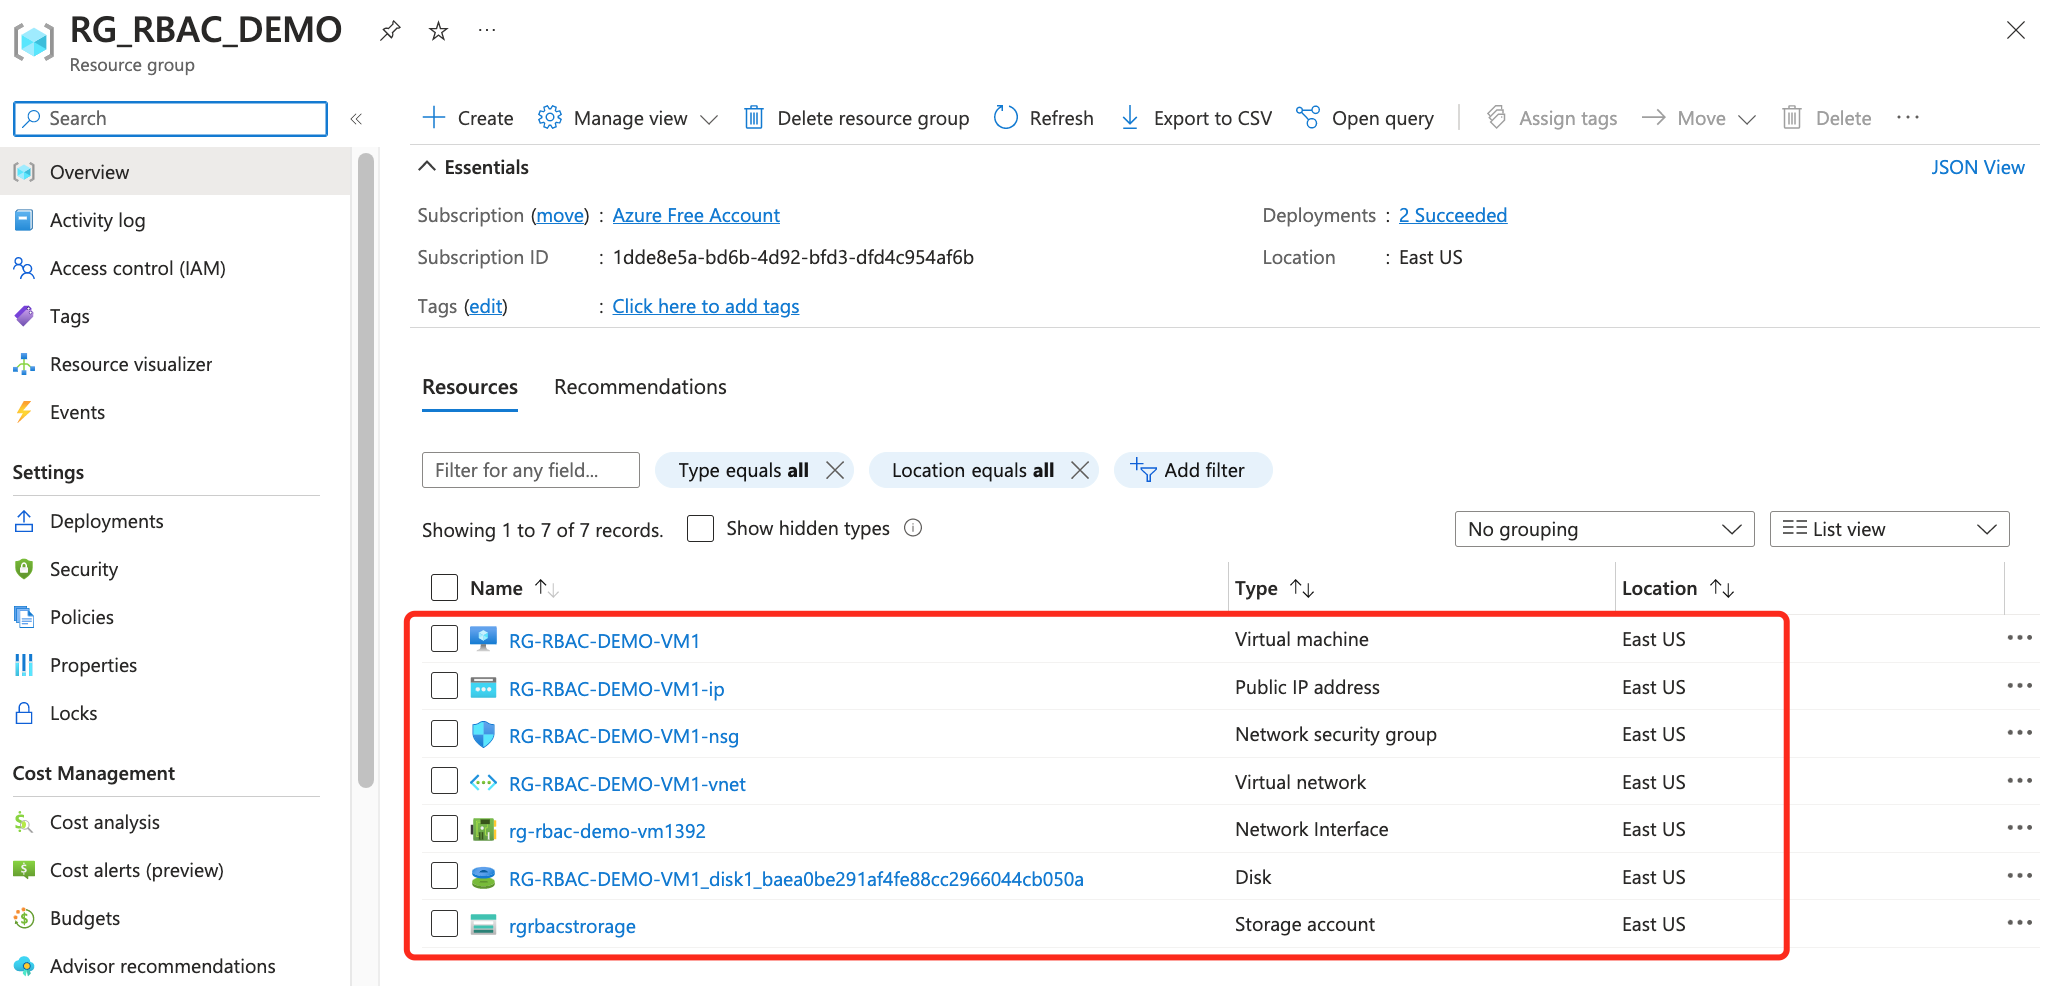 RG_RBAC_DEMO
Resource group
Search
Overview
Activity log
Access control (IAM)
Tags
Resource visualizer
Events
Settings
Deployments
Security
Policies
Properties
Locks
Cost Management
Cost analysis
Cost alerts (preview)
Budgets
Advisor recommendations
Create Manage view Delete resource group Refresh Export to CSV Open query Assign tags Move Delete
Essentials JSON View
Subscription (move) : Azure Free Account Deployments : 2 Succeeded
Subscription ID : 1dde8e5a-bd6b-4d92-bfd3-dfd4c954af6b Location : East US
Tags (edit) : Click here to add tags
Resources Recommendations
Filter for any field... Type equals all Location equals all Add filter
Showing 1 to 7 of 7 records. Show hidden types No grouping List view
Name Type Location
RG-RBAC-DEMO-VM1 Virtual machine East US
RG-RBAC-DEMO-VM1-ip Public IP address East US
RG-RBAC-DEMO-VM1-nsg Network security group East US
RG-RBAC-DEMO-VM1-vnet Virtual network East US
rg-rbac-demo-vm1392 Network Interface East US
RG-RBAC-DEMO-VM1_disk1_baea0be291af4fe88cc2966044cb050a Disk East US
rgrbacstrorage Storage account East US